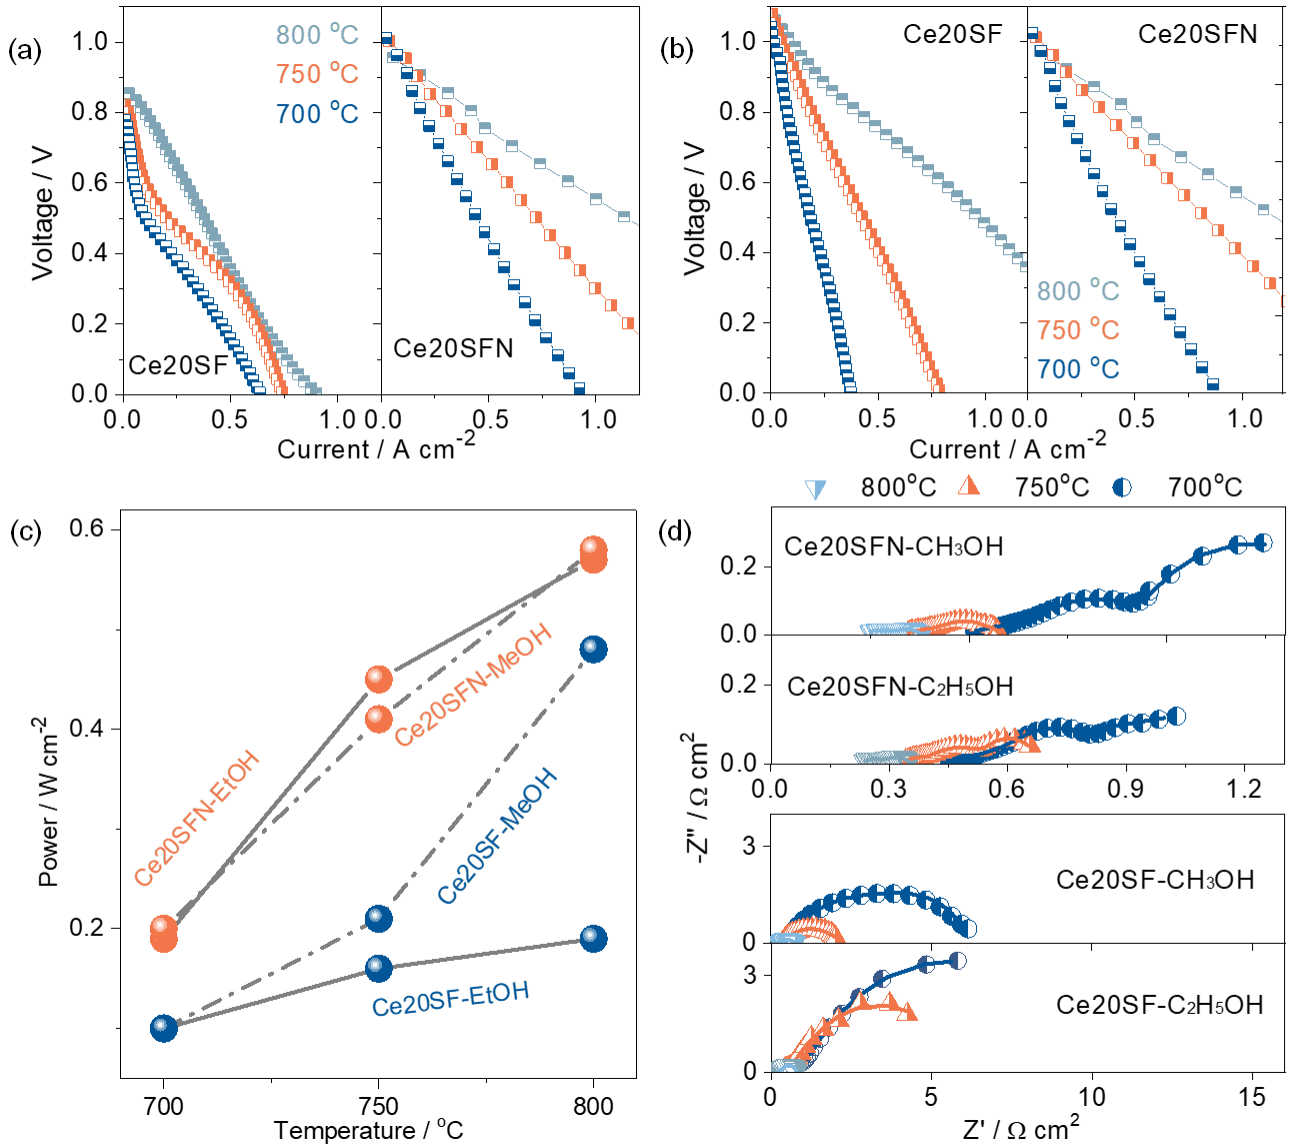 (a)
1.0
0.8
0.6
0.4
0.2
0.0
Voltage / V
800 °C
750 °C
700 °C
Ce20SF
Ce20SFN
0.0 0.5 1.0 0.0 0.5 1.0
Current / A cm-2
(b)
1.0
0.8
0.6
0.4
0.2
0.0
Voltage / V
Ce20SF
Ce20SFN
800 °C
750 °C
700 °C
0.0 0.5 1.0 0.0 0.5 1.0
Current / A cm-2
(c)
0.6
0.4
0.2
Power / W cm-2
Ce20SFN-EtOH
Ce20SFN-MeOH
Ce20SF-MeOH
Ce20SF-EtOH
700 750 800
Temperature / °C
800°C 750°C 700°C
(d)
Ce20SFN-CH3OH
0.2
0.0
Ce20SFN-C2H5OH
0.2
0.0
0.0 0.3 0.6 0.9 1.2
-Z" / Ω cm2
3
Ce20SF-CH3OH
0
3
Ce20SF-C2H5OH
0
0 5 10 15
Z' / Ω cm2